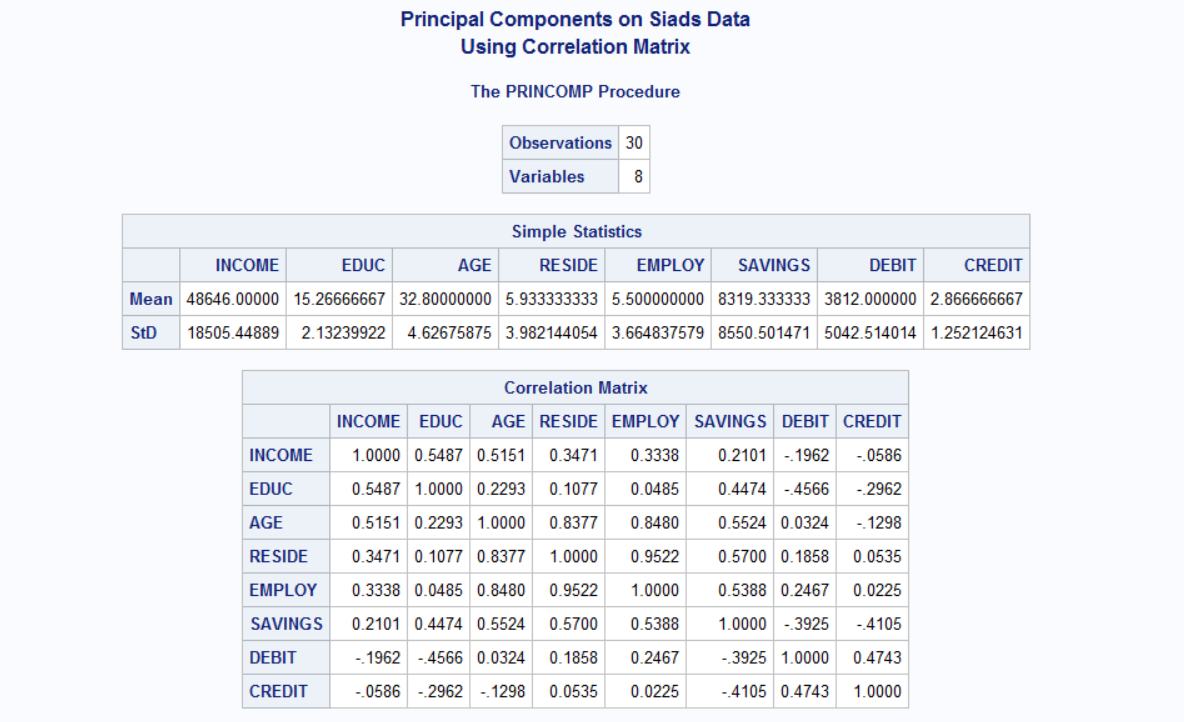 Principal Components on Siads Data
Using Correlation Matrix
The PRINCOMP Procedure
Observations 30
Variables 8
Simple Statistics
INCOME EDUC AGE RESIDE EMPLOY SAVINGS DEBIT CREDIT
Mean 48646.00000 15.26666667 32.80000000 5.933333333 5.500000000 8319.333333 3812.000000 2.866666667
StD 18505.44889 2.13239922 4.62675875 3.982144054 3.664837579 8550.501471 5042.514014 1.252124631
Correlation Matrix
INCOME EDUC AGE RESIDE EMPLOY SAVINGS DEBIT CREDIT
INCOME 1.0000 0.5487 0.5151 0.3471 0.3338 0.2101 -.1962 -.0586
EDUC 0.5487 1.0000 0.2293 0.1077 0.0485 0.4474 -.4566 -.2962
AGE 0.5151 0.2293 1.0000 0.8377 0.8480 0.5524 0.0324 -.1298
RESIDE 0.3471 0.1077 0.8377 1.0000 0.9522 0.5700 0.1858 0.0535
EMPLOY 0.3338 0.0485 0.8480 0.9522 1.0000 0.5388 0.2467 0.0225
SAVINGS 0.2101 0.4474 0.5524 0.5700 0.5388 1.0000 -.3925 -.4105
DEBIT -.1962 -.4566 0.0324 0.1858 0.2467 -.3925 1.0000 0.4743
CREDIT -.0586 -.2962 -.1298 0.0535 0.0225 -.4105 0.4743 1.0000